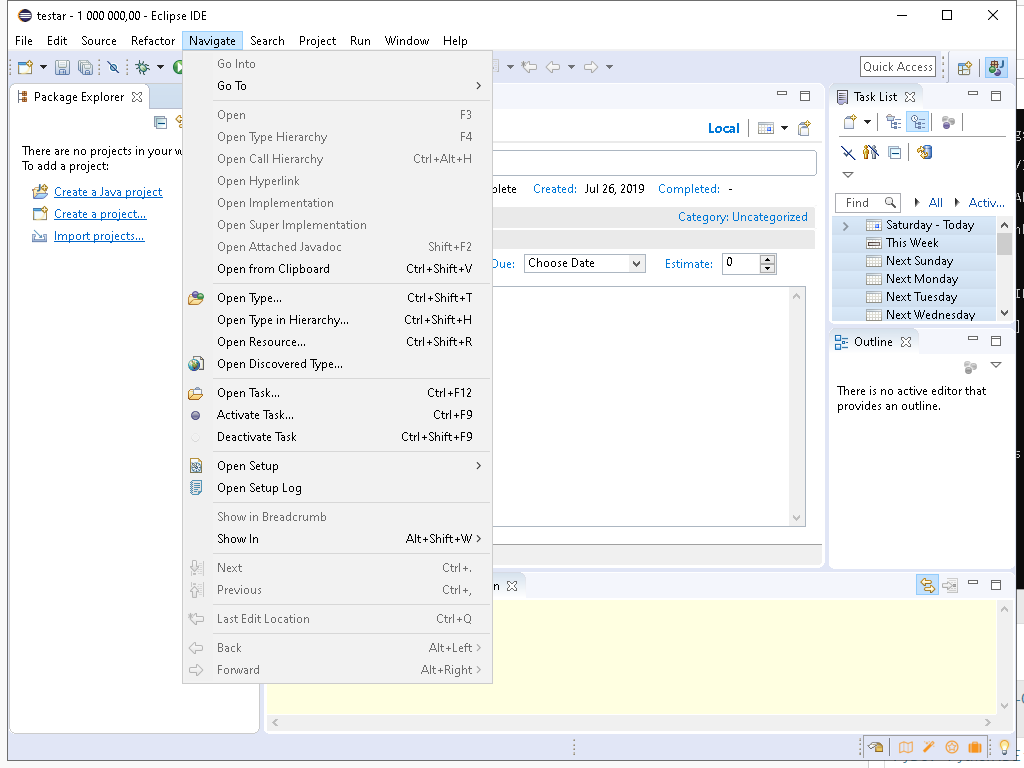 testar - 1 000 000,00 - Eclipse IDE
File Edit Source Refactor Navigate Search Project Run Window Help
Quick Access
Package Explorer
There are no projects in your w
To add a project:
Create a Java project
Create a project...
Import projects...
Go Into
Go To
Open F3
Open Type Hierarchy F4
Open Call Hierarchy Ctrl+Alt+H
Open Hyperlink
Open Implementation
Open Super Implementation
Open Attached Javadoc Shift+F2
Open from Clipboard Ctrl+Shift+V
Open Type... Ctrl+Shift+T
Open Type in Hierarchy... Ctrl+Shift+H
Open Resource... Ctrl+Shift+R
Open Discovered Type...
Open Task... Ctrl+F12
Activate Task... Ctrl+F9
Deactivate Task Ctrl+Shift+F9
Open Setup
Open Setup Log
Show in Breadcrumb
Show In Alt+Shift+W
Next Ctrl+.
Previous Ctrl+,
Last Edit Location Ctrl+Q
Back Alt+Left
Forward Alt+Right
Local
plete Created: Jul 26, 2019 Completed: -
Category: Uncategorized
Due: Choose Date Estimate: 0
n
Task List
Find All Activ...
Saturday - Today
This Week
Next Sunday
Next Monday
Next Tuesday
Next Wednesday
Outline
There is no active editor that
provides an outline.